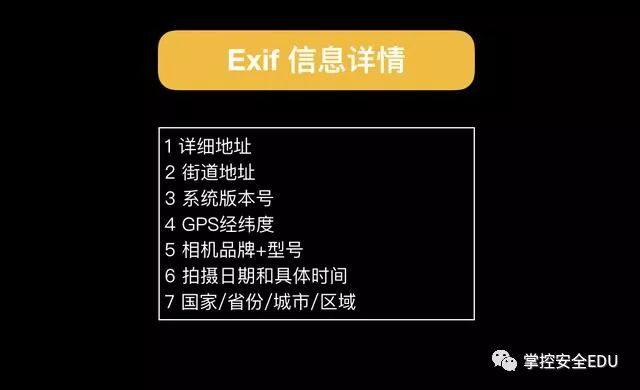 Exif 信息详情
1 详细地址
2 街道地址
3 系统版本号
4 GPS经纬度
5 相机品牌+型号
6 拍摄日期和具体时间
7 国家/省份/城市/区域
掌控安全EDU